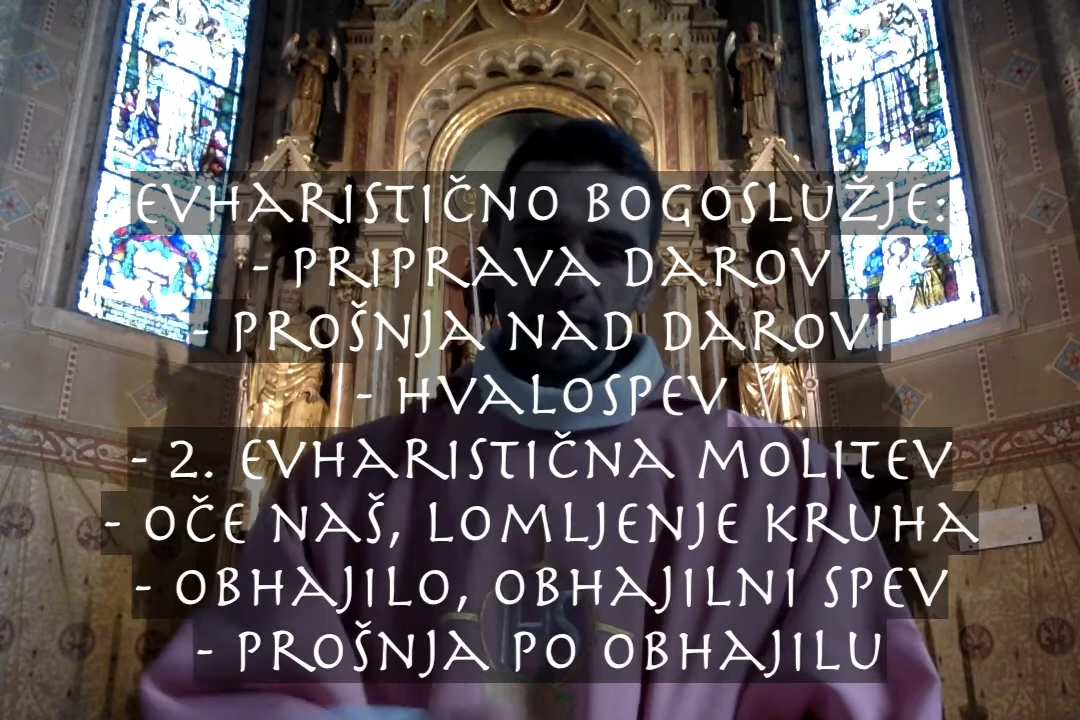 EVHARISTIČNO BOGOSLUŽJE:
- PRIPRAVA DAROV
- PROŠNJA NAD DAROVI
- HVALOSPEV
- 2. EVHARISTIČNA MOLITEV
- OČE NAŠ, LOMLJENJE KRUHA
- OBHAJILO, OBHAJILNI SPEV
- PROŠNJA PO OBHAJILU
IHS